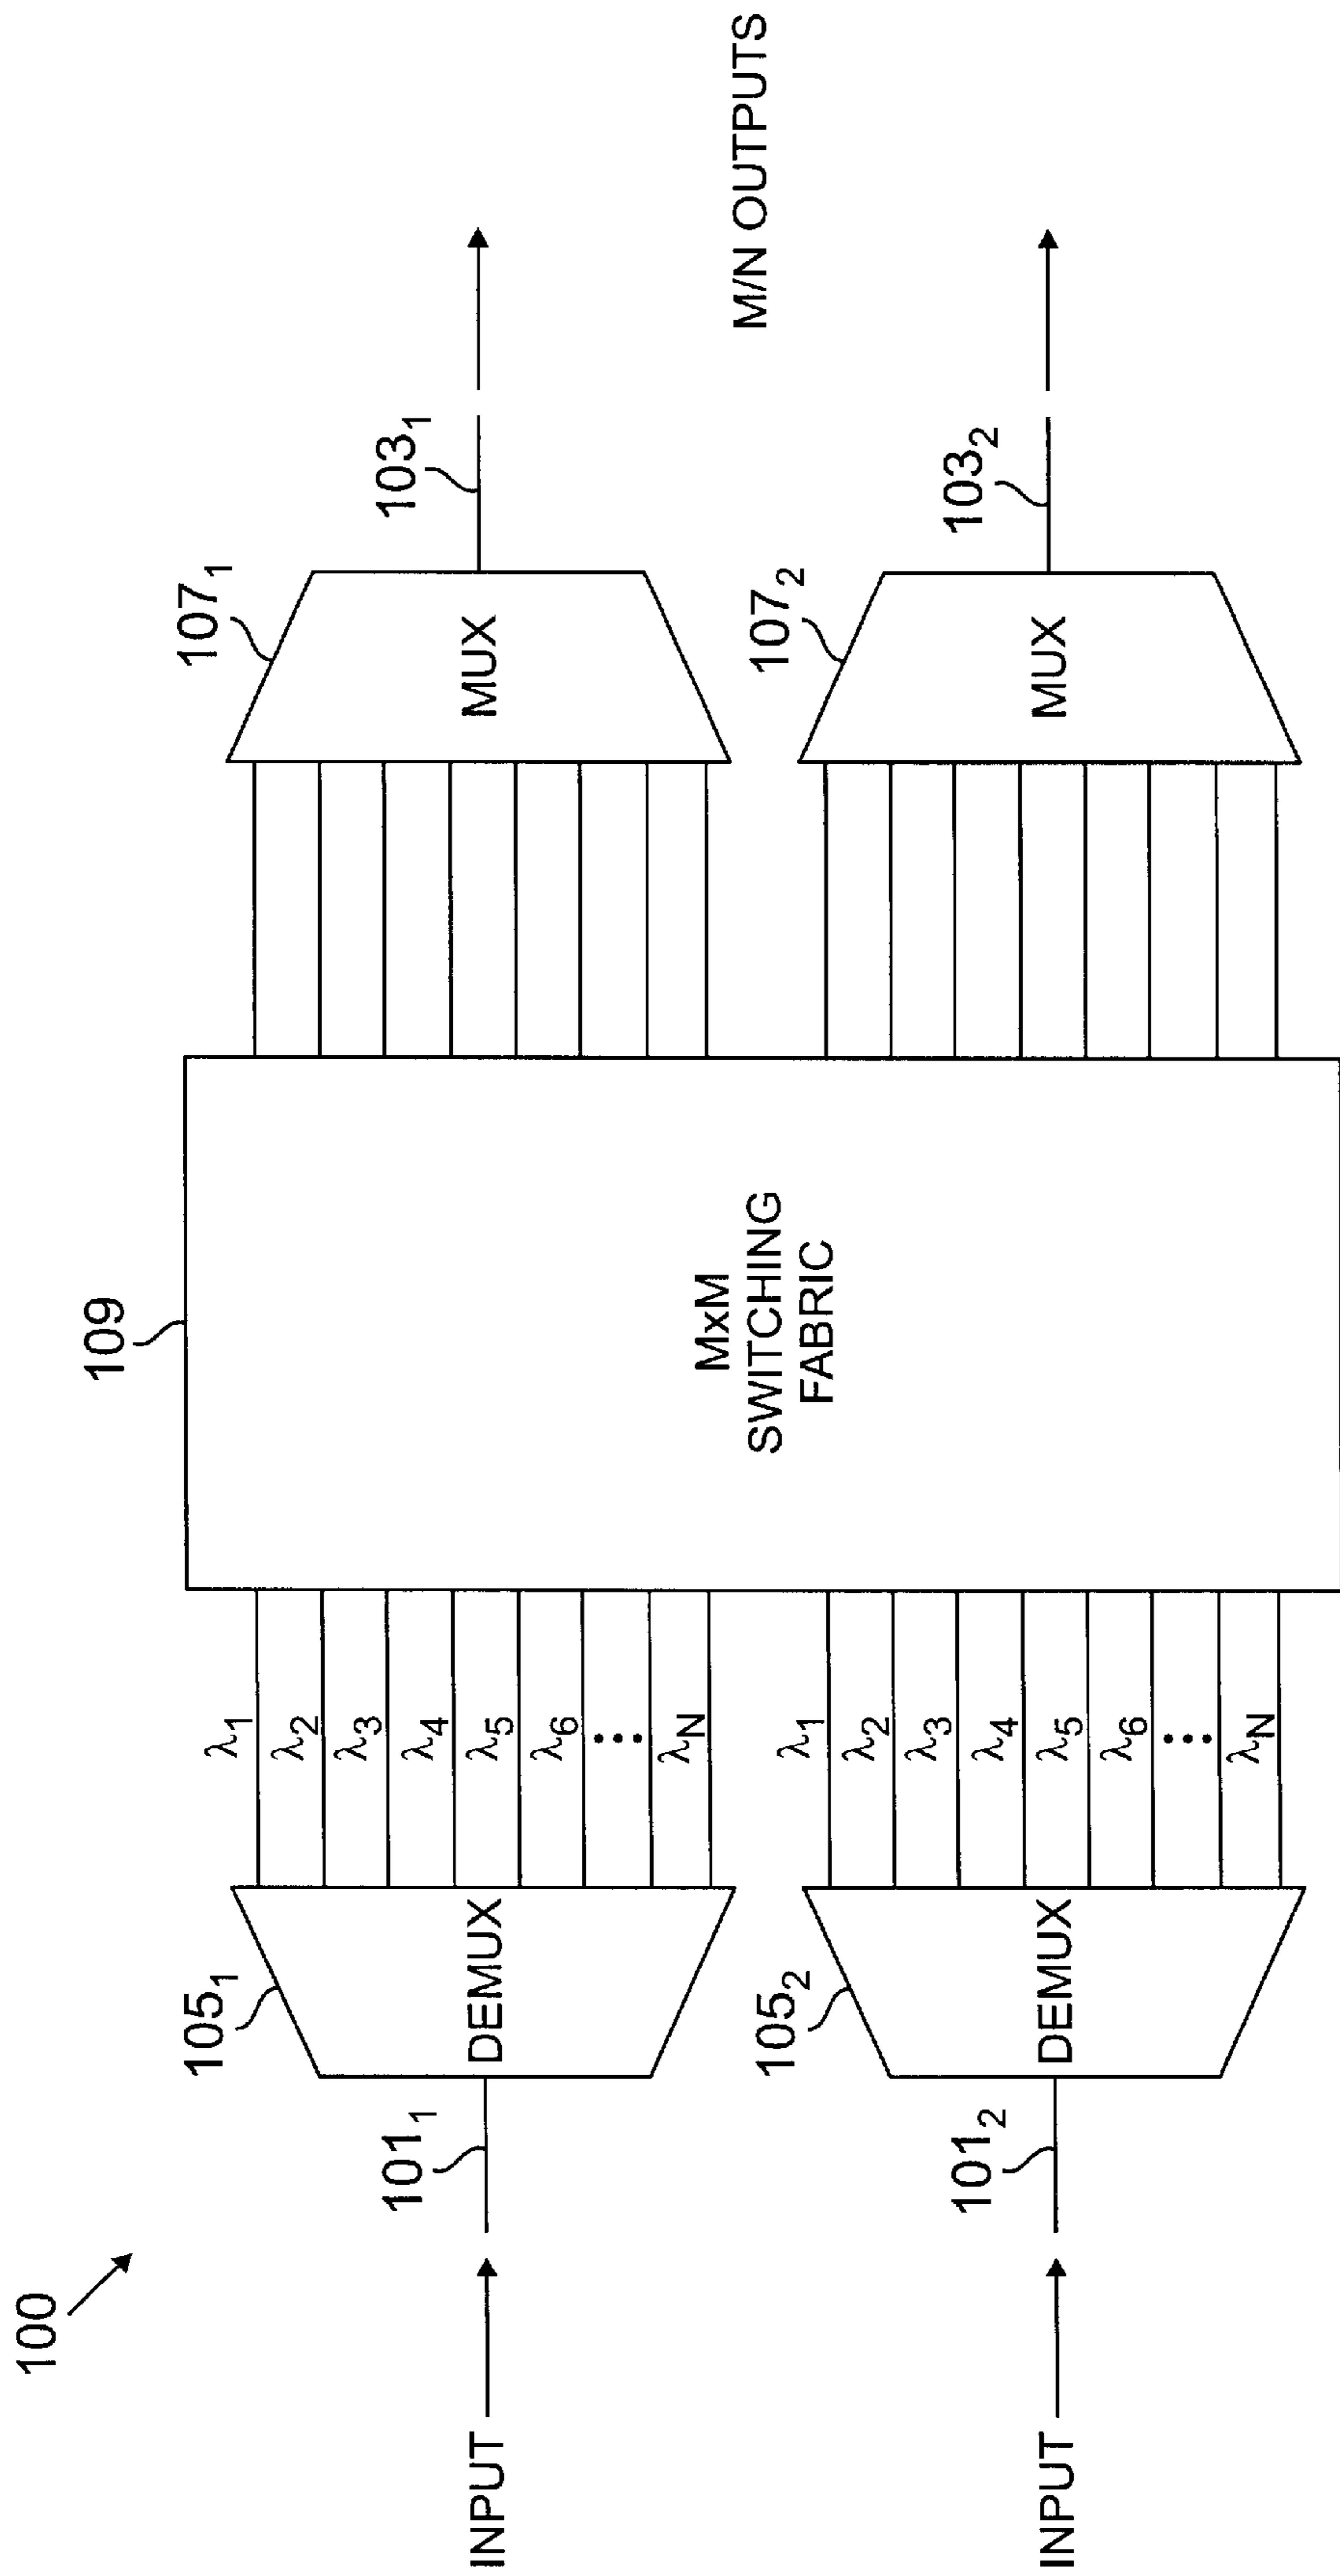 100
109
INPUT
101₁
105₁
DEMUX
λ₁
λ₂
λ₃
λ₄
λ₅
λ₆
•••
λN
MxM
SWITCHING
FABRIC
107₁
MUX
103₁
INPUT
101₂
105₂
DEMUX
λ₁
λ₂
λ₃
λ₄
λ₅
λ₆
•••
λN
107₂
MUX
103₂
M/N OUTPUTS